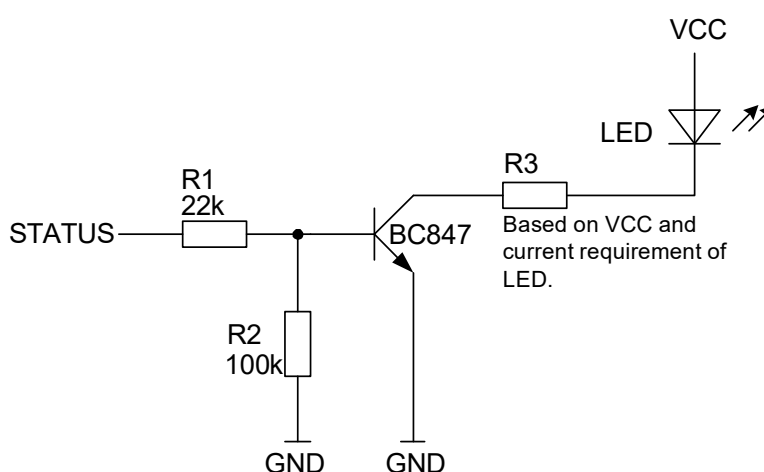 VCC
LED
R3
R1
22k
STATUS
BC847
Based on VCC and
current requirement of
LED.
R2
100k
GND
GND